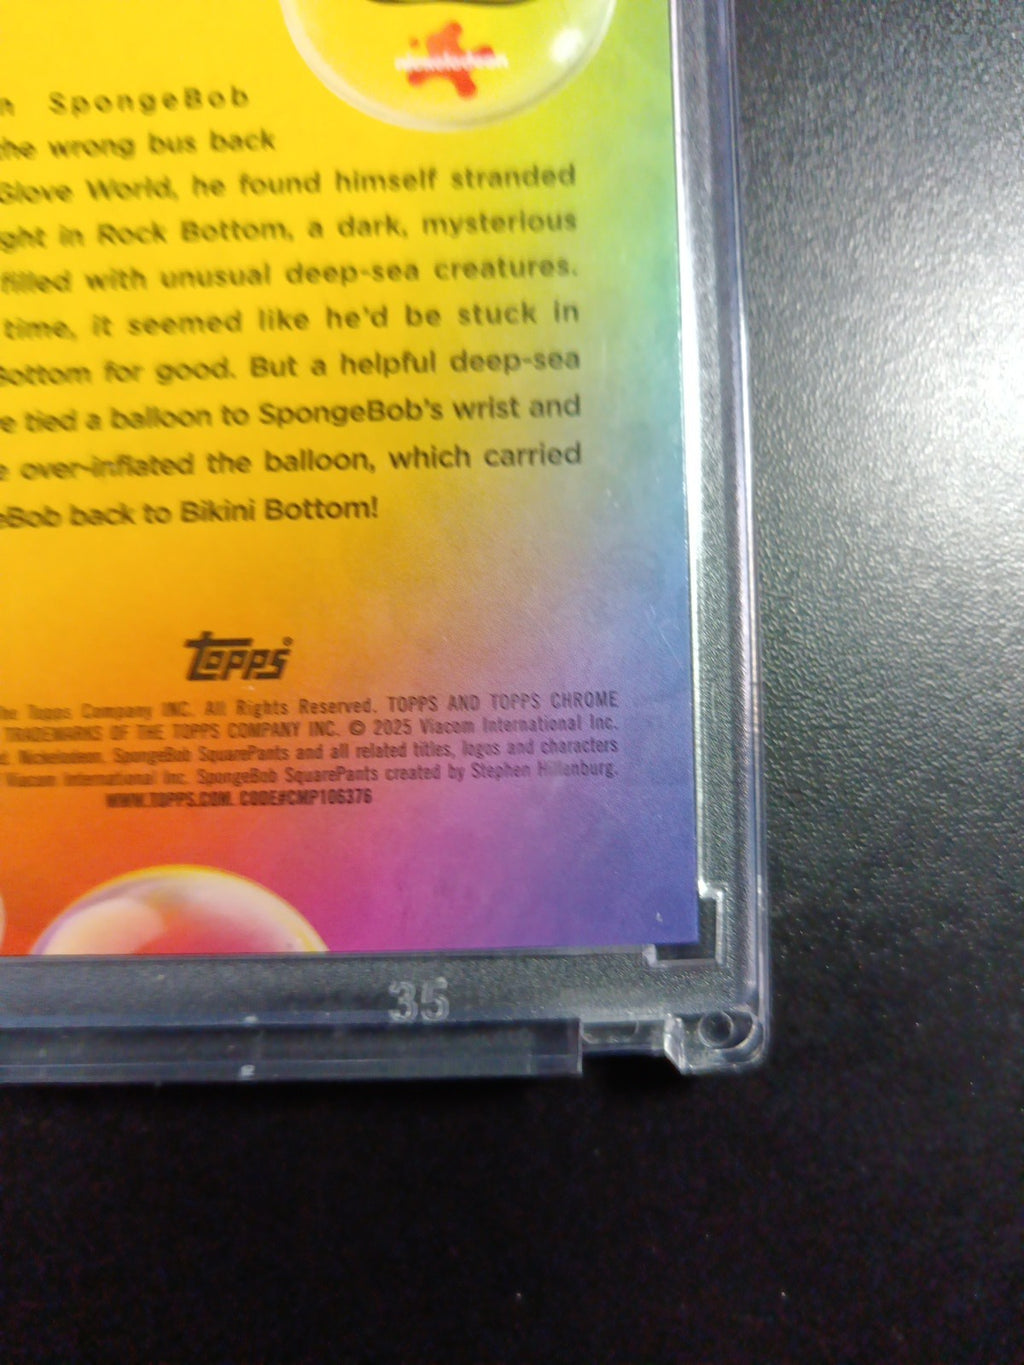 nickelodeon
n SpongeBob
the wrong bus back
Glove World, he found himself stranded
ght in Rock Bottom, a dark, mysterious
filled with unusual deep-sea creatures.
time, it seemed like he'd be stuck in
Bottom for good. But a helpful deep-sea
e tied a balloon to SpongeBob's wrist and
e over-inflated the balloon, which carried
eBob back to Bikini Bottom!
topps
The Topps Company INC. All Rights Reserved. TOPPS AND TOPPS CHROME
TRADEMARKS OF THE TOPPS COMPANY INC. © 2025 Viacom International Inc.
d. Nickelodeon, SpongeBob SquarePants and all related titles, logos and characters
Viacom International Inc. SpongeBob SquarePants created by Stephen Hillenburg.
WWW.TOPPS.COM. CODE#CMP106376
35